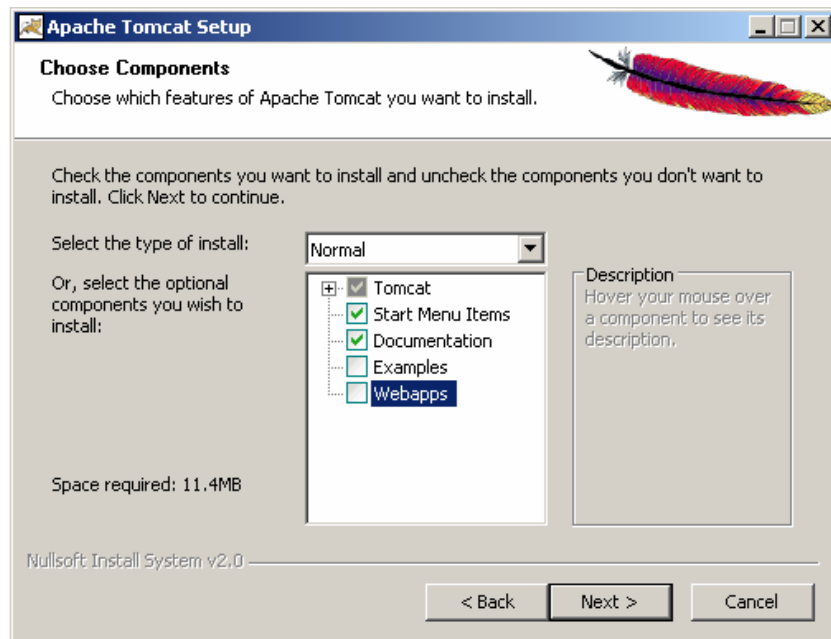 Apache Tomcat Setup
Choose Components
Choose which features of Apache Tomcat you want to install.
Check the components you want to install and uncheck the components you don't want to
install. Click Next to continue.
Select the type of install:
Normal
Or, select the optional
components you wish to
install:
Tomcat
Start Menu Items
Documentation
Examples
Webapps
Description
Hover your mouse over
a component to see its
description.
Space required: 11.4MB
Nullsoft Install System v2.0
< Back
Next >
Cancel